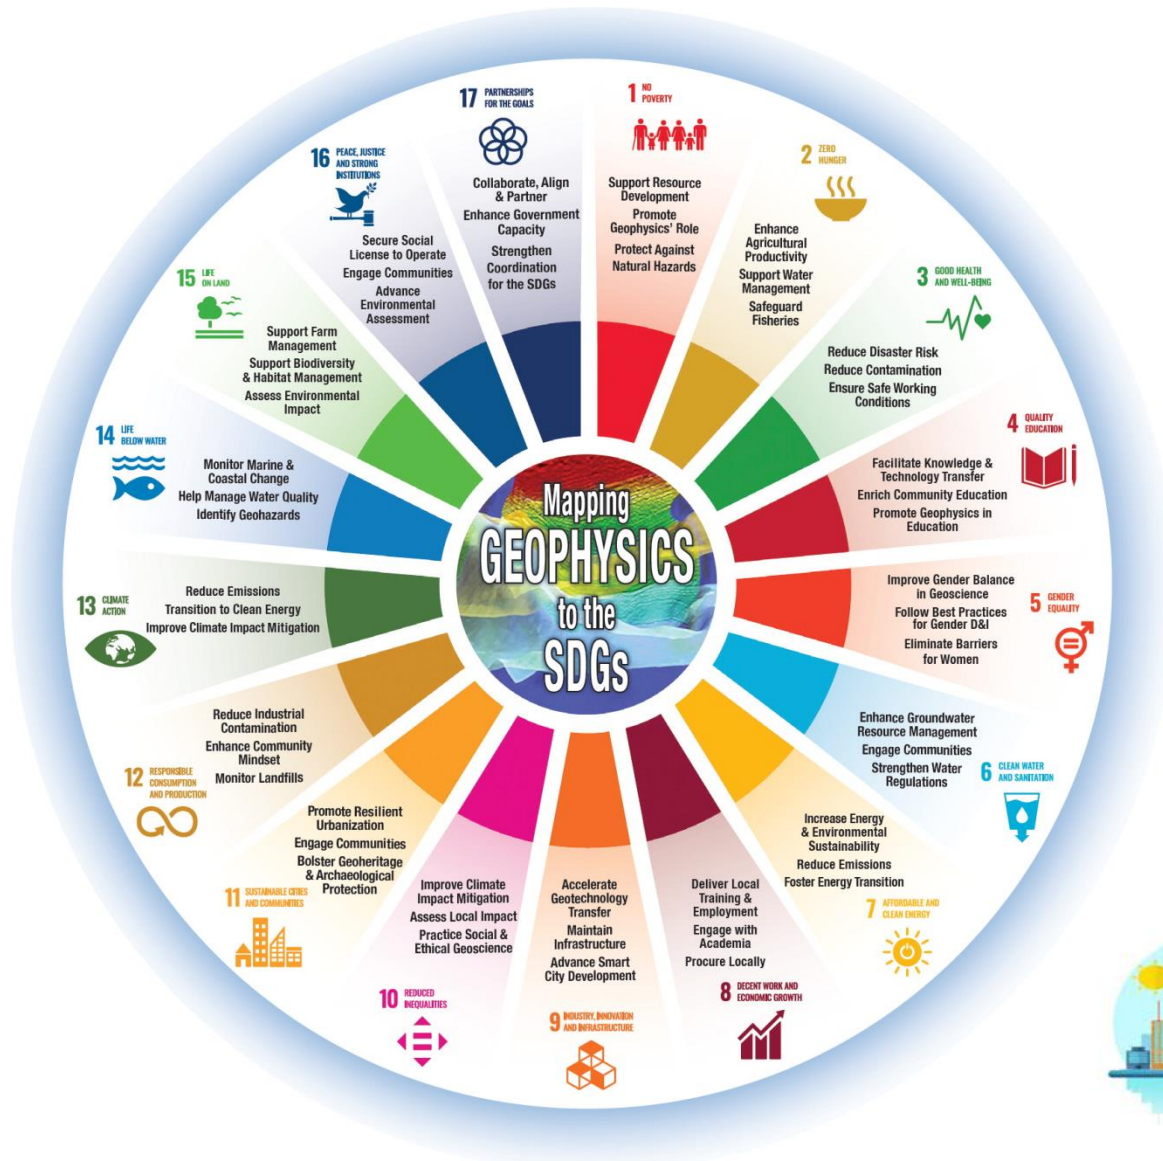 Mapping
GEOPHYSICS
to the
SDGs
1 NO
POVERTY
Support Resource
Development
Promote
Geophysics' Role
Protect Against
Natural Hazards
2 ZERO
HUNGER
Enhance
Agricultural
Productivity
Support Water
Management
Safeguard
Fisheries
3 GOOD HEALTH
AND WELL-BEING
Reduce Disaster Risk
Reduce Contamination
Ensure Safe Working
Conditions
4 QUALITY
EDUCATION
Facilitate Knowledge &
Technology Transfer
Enrich Community Education
Promote Geophysics in
Education
5 GENDER
EQUALITY
Improve Gender Balance
in Geoscience
Follow Best Practices
for Gender D&I
Eliminate Barriers
for Women
6 CLEAN WATER
AND SANITATION
Enhance Groundwater
Resource Management
Engage Communities
Strengthen Water
Regulations
7 AFFORDABLE AND
CLEAN ENERGY
Increase Energy
& Environmental
Sustainability
Reduce Emissions
Foster Energy Transition
8 DECENT WORK AND
ECONOMIC GROWTH
Deliver Local
Training &
Employment
Engage with
Academia
Procure Locally
9 INDUSTRY, INNOVATION
AND INFRASTRUCTURE
Accelerate
Geotechnology
Transfer
Maintain
Infrastructure
Advance Smart
City Development
10 REDUCED
INEQUALITIES
Improve Climate
Impact Mitigation
Assess Local Impact
Practice Social &
Ethical Geoscience
11 SUSTAINABLE CITIES
AND COMMUNITIES
Promote Resilient
Urbanization
Engage Communities
Bolster Geoheritage
& Archaeological
Protection
12 RESPONSIBLE
CONSUMPTION
AND PRODUCTION
Reduce Industrial
Contamination
Enhance Community
Mindset
Monitor Landfills
13 CLIMATE
ACTION
Reduce Emissions
Transition to Clean Energy
Improve Climate Impact Mitigation
14 LIFE
BELOW WATER
Monitor Marine &
Coastal Change
Help Manage Water Quality
Identify Geohazards
15 LIFE
ON LAND
Support Farm
Management
Support Biodiversity
& Habitat Management
Assess Environmental
Impact
16 PEACE, JUSTICE
AND STRONG
INSTITUTIONS
Secure Social
License to Operate
Engage Communities
Advance
Environmental
Assessment
17 PARTNERSHIPS
FOR THE GOALS
Collaborate, Align
& Partner
Enhance Government
Capacity
Strengthen
Coordination
for the SDGs